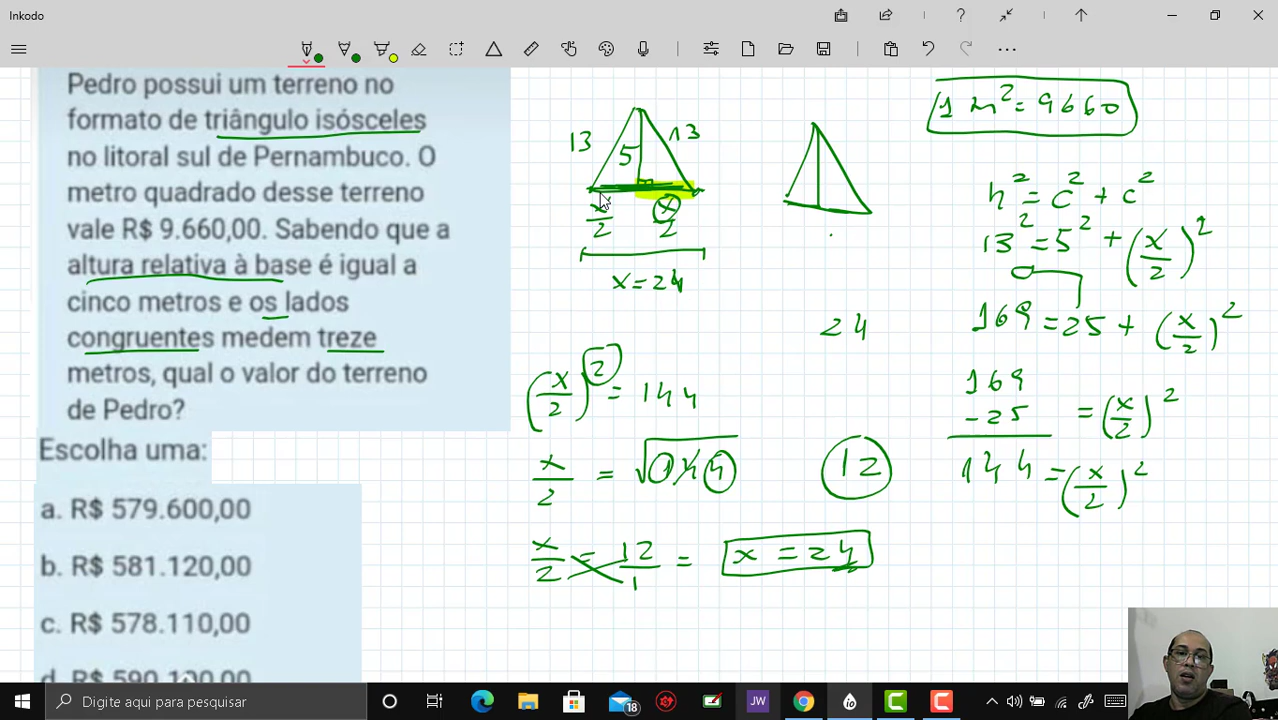 Inkodo
Pedro possui um terreno no
formato de triângulo isósceles
no litoral sul de Pernambuco. O
metro quadrado desse terreno
vale R$ 9.660,00. Sabendo que a
altura relativa à base é igual a
cinco metros e os lados
congruentes medem treze
metros, qual o valor do terreno
de Pedro?
Escolha uma:
a. R$ 579.600,00
b. R$ 581.120,00
c. R$ 578.110,00
d. R$ 590.100,00
13 5 13
x/2 x/2
x = 24
24
(x/2)² = 144
x/2 = √144
12
x/2 = 12/1 = x = 24
1 m² = 9660
h² = c² + c²
13² = 5² + (x/2)²
169 = 25 + (x/2)²
169
-25 = (x/2)²
144 = (x/2)²
Digite aqui para pesquisar
18
JW